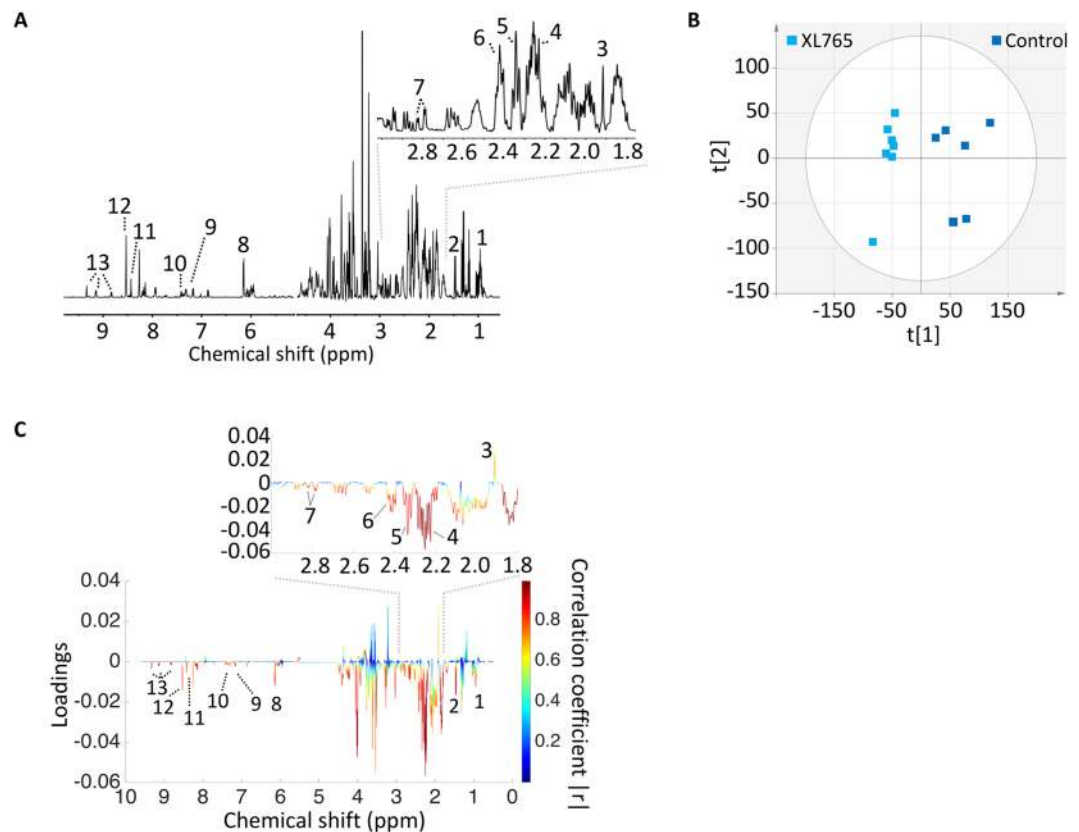 A
6 5 4 3
7
2.8 2.6 2.4 2.2 2.0 1.8
12 11 9
13 10 8 2 1
9 8 7 6 4 3 2 1
Chemical shift (ppm)
B
XL765 Control
100
50
0
-50
-100
-150
-150 -50 50 150
t[2]
t[1]
C
0.04
0.02
0
-0.02
-0.04
-0.06
3
7 6 5 4
2.8 2.6 2.4 2.2 2.0 1.8
0.04
0.02
0
-0.02
-0.04
-0.06
Loadings
13 12 11 10 9 8 2 1
10 9 8 7 6 5 4 3 2 1 0
Chemical shift (ppm)
0.8
0.6
0.4
0.2
Correlation coefficient |r|